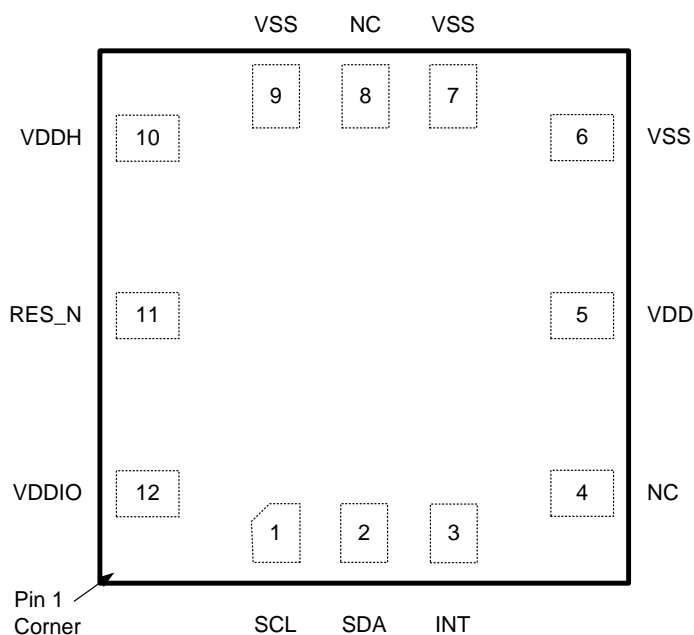 VSS NC VSS
9 8 7
VDDH 10 6 VSS
RES_N 11 5 VDD
VDDIO 12 4 NC
1 2 3
Pin 1
Corner
SCL SDA INT